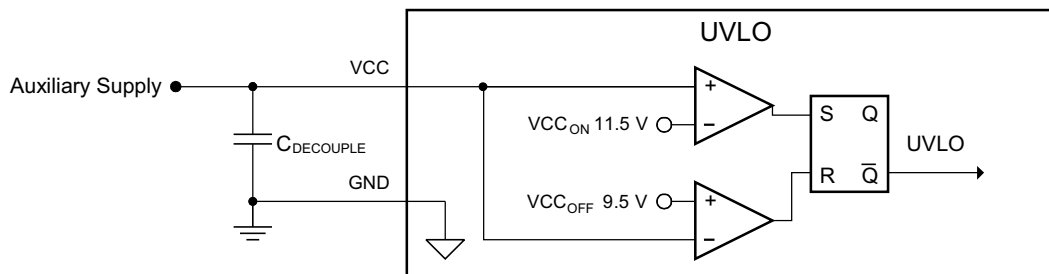 UVLO
Auxiliary Supply
VCC
+
−
VCC_ON 11.5 V
S Q
C_DECOUPLE
UVLO
GND
R Q̅
VCC_OFF 9.5 V
+
−